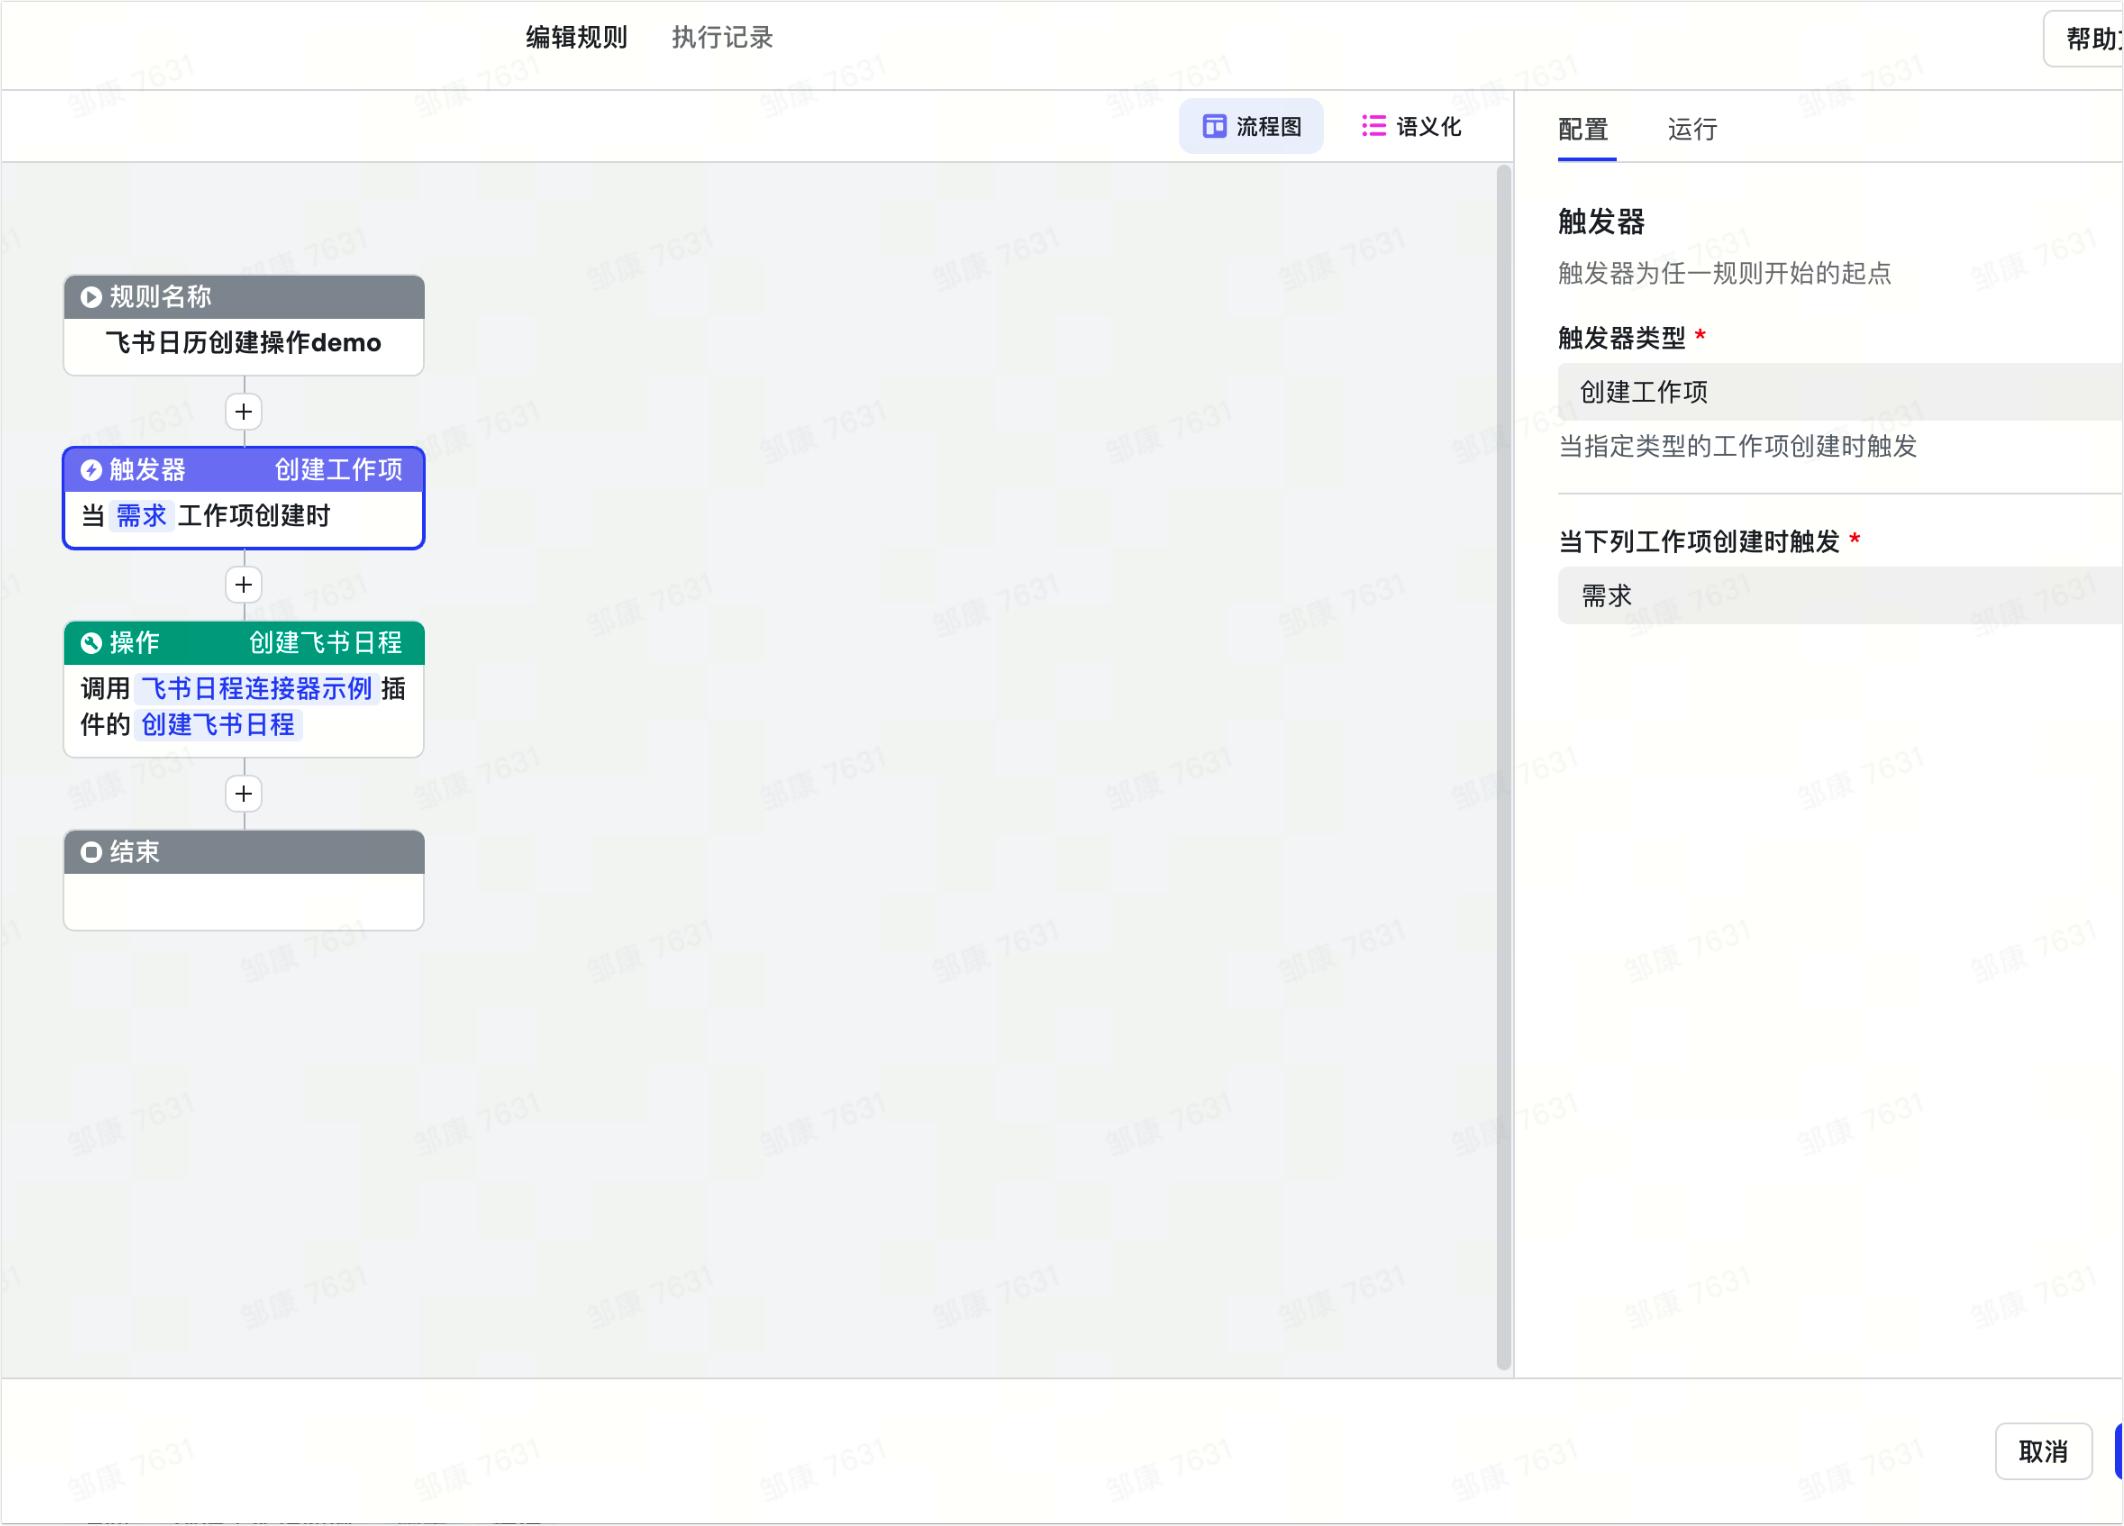 编辑规则 执行记录
帮助
流程图 语义化
配置 运行
规则名称
飞书日历创建操作demo
触发器 创建工作项
当 需求 工作项创建时
操作 创建飞书日程
调用 飞书日程连接器示例 插
件的 创建飞书日程
结束
触发器
触发器为任一规则开始的起点
触发器类型 *
创建工作项
当指定类型的工作项创建时触发
当下列工作项创建时触发 *
需求
取消
邹康 7631